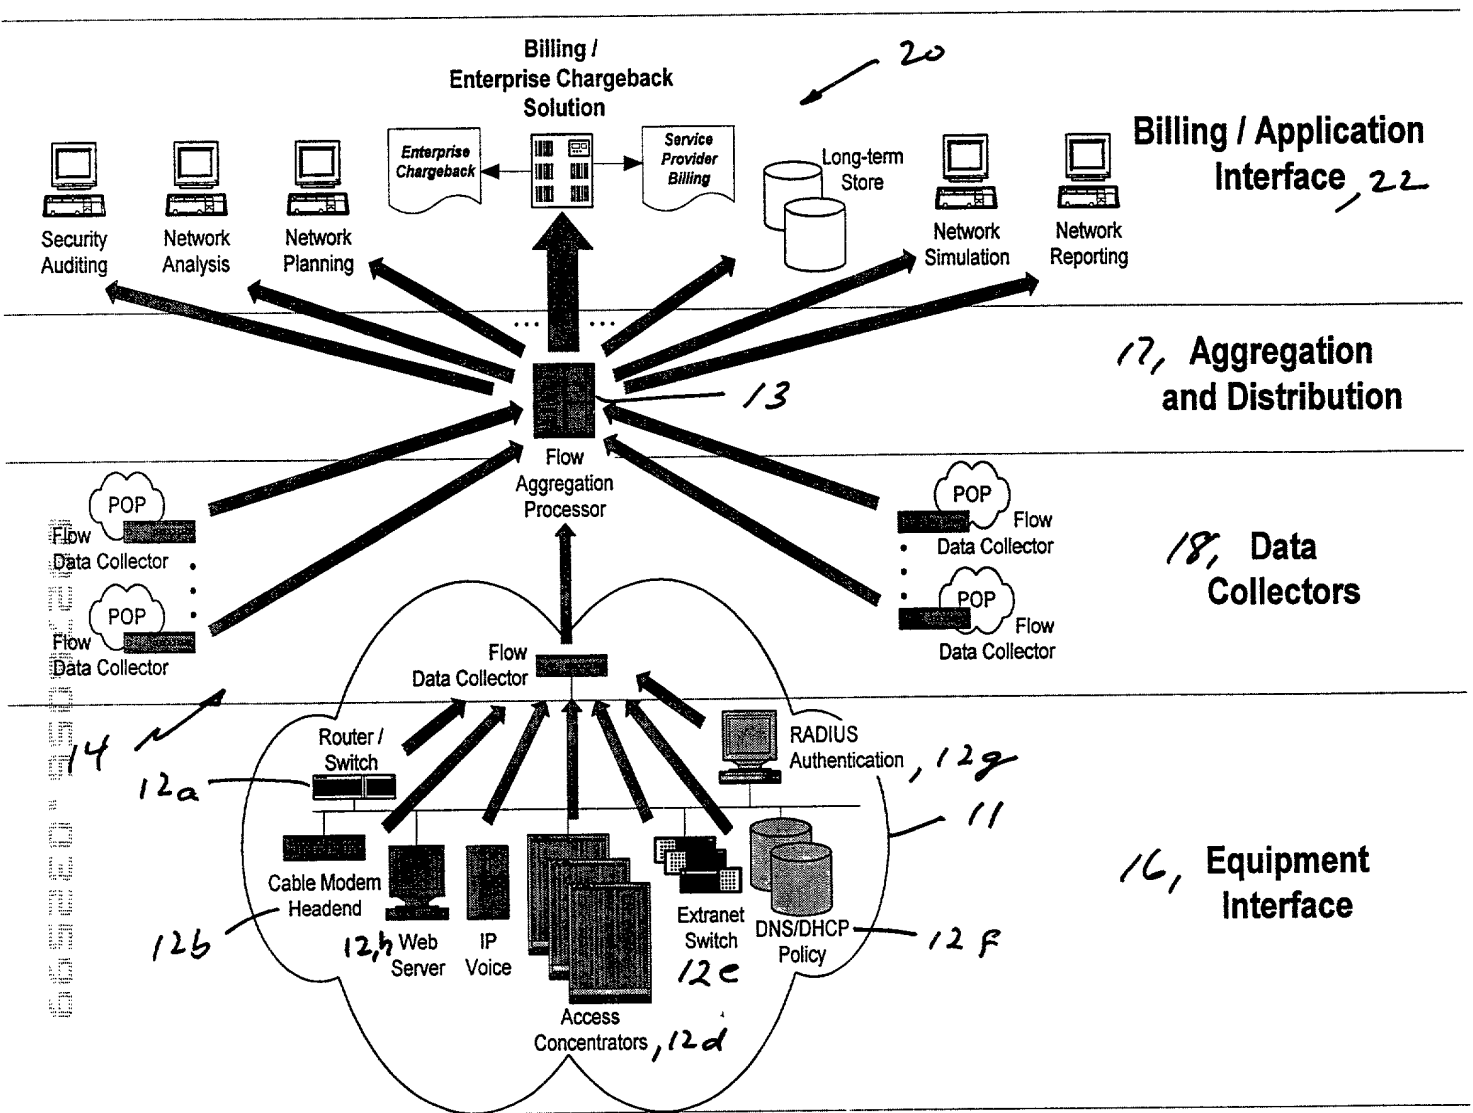 20
Billing /
Enterprise Chargeback
Solution
Billing / Application
Interface, 22
Enterprise
Chargeback
Service
Provider
Billing
Long-term
Store
Security
Auditing
Network
Analysis
Network
Planning
Network
Simulation
Network
Reporting
17, Aggregation
and Distribution
13
Flow
Aggregation
Processor
POP
Flow
Data Collector
POP
Flow
Data Collector
POP
Flow
Data Collector
POP
Flow
Data Collector
18, Data
Collectors
Flow
Data Collector
14
Router /
Switch
12a
RADIUS
Authentication, 12g
11
16, Equipment
Interface
Cable Modem
Headend
12b
12,h Web
Server
IP
Voice
Access
Concentrators, 12d
Extranet
Switch
12e
DNS/DHCP
Policy
12f